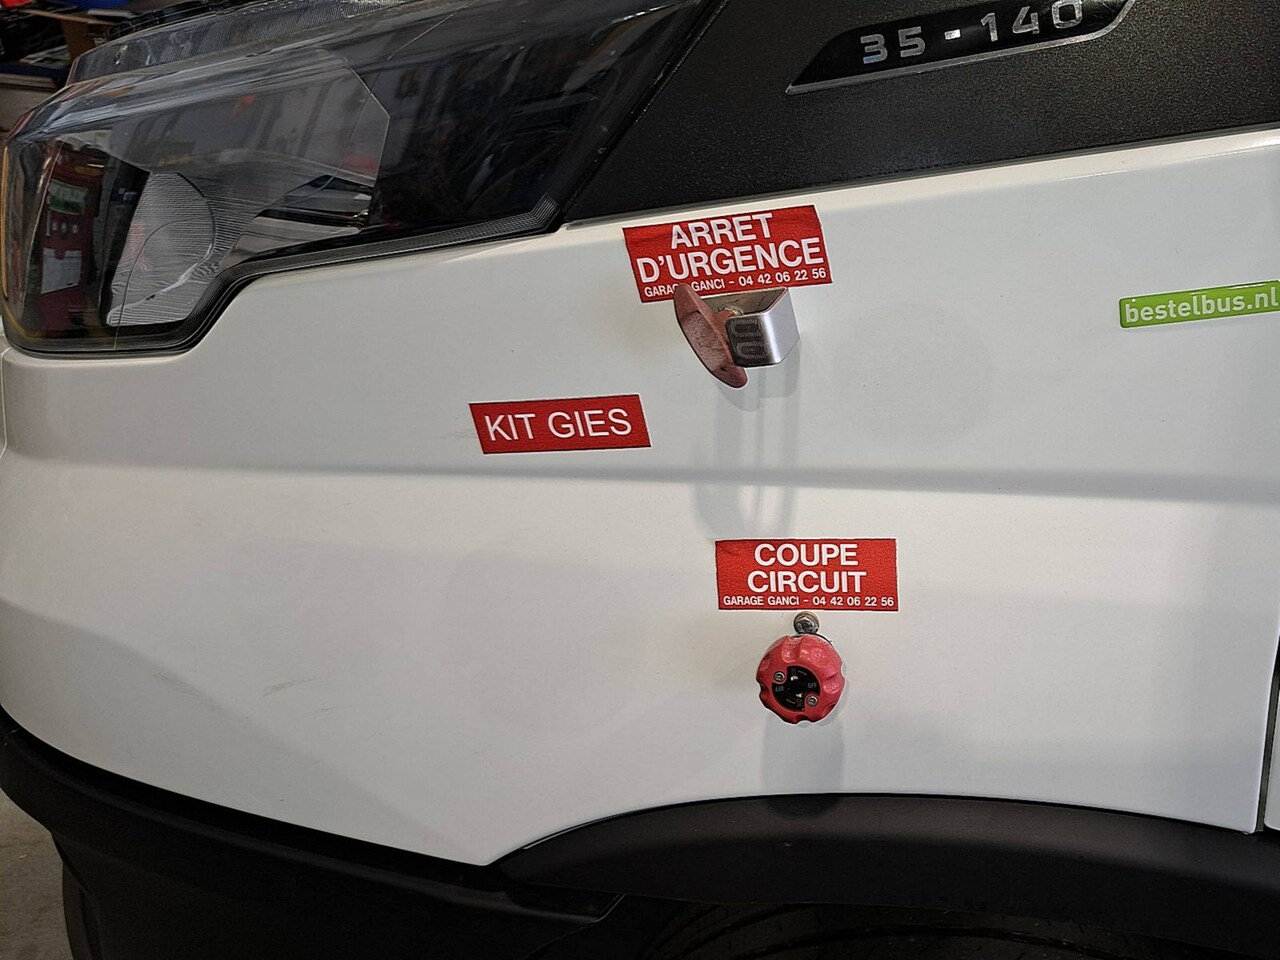 35-140
ARRET
D'URGENCE
GARAGE GANCI - 04 42 06 22 56
bestelbus.nl
KIT GIES
COUPE
CIRCUIT
GARAGE GANCI - 04 42 06 22 56
OFF